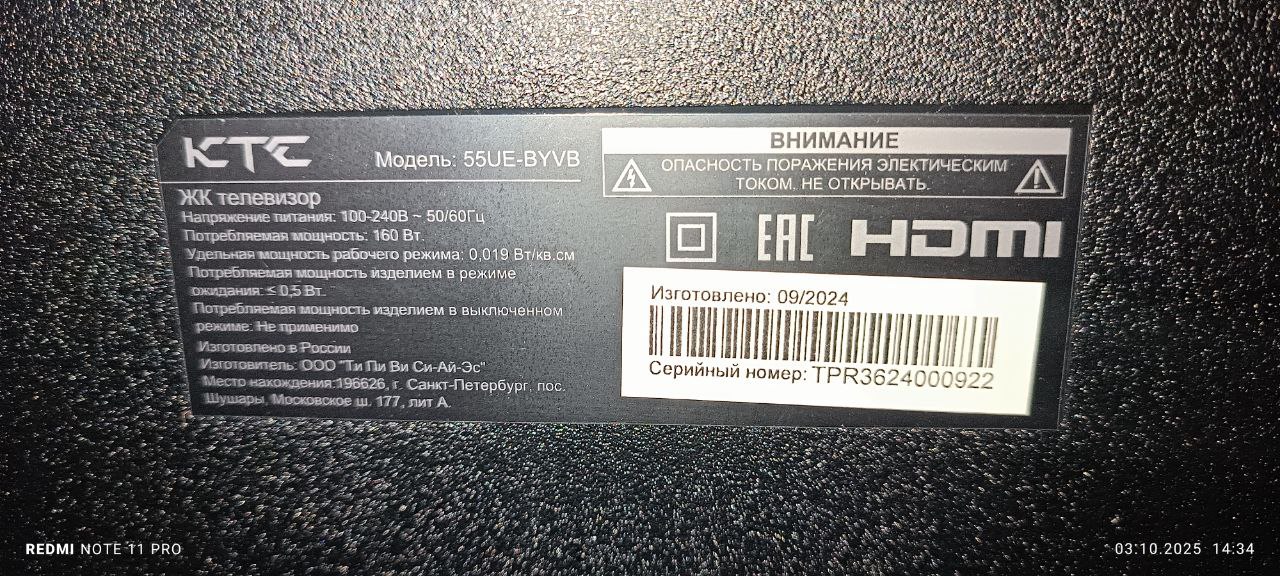 KTC
Модель: 55UE-BYVB
ЖК телевизор
Напряжение питания: 100-240В ~ 50/60Гц
Потребляемая мощность: 160 Вт.
Удельная мощность рабочего режима: 0,019 Вт/кв.см
Потребляемая мощность изделием в режиме
ожидания: ≤ 0,5 Вт.
Потребляемая мощность изделием в выключенном
режиме: Не применимо
Изготовлено в России
Изготовитель: ООО "Ти Пи Ви Си-Ай-Эс"
Место нахождения:196626, г. Санкт-Петербург, пос.
Шушары, Московское ш. 177, лит А.
ВНИМАНИЕ
ОПАСНОСТЬ ПОРАЖЕНИЯ ЭЛЕКТИЧЕСКИМ
ТОКОМ. НЕ ОТКРЫВАТЬ.
EAC HDMI
Изготовлено: 09/2024
Серийный номер: TPR3624000922
REDMI NOTE 11 PRO
03.10.2025 14:34